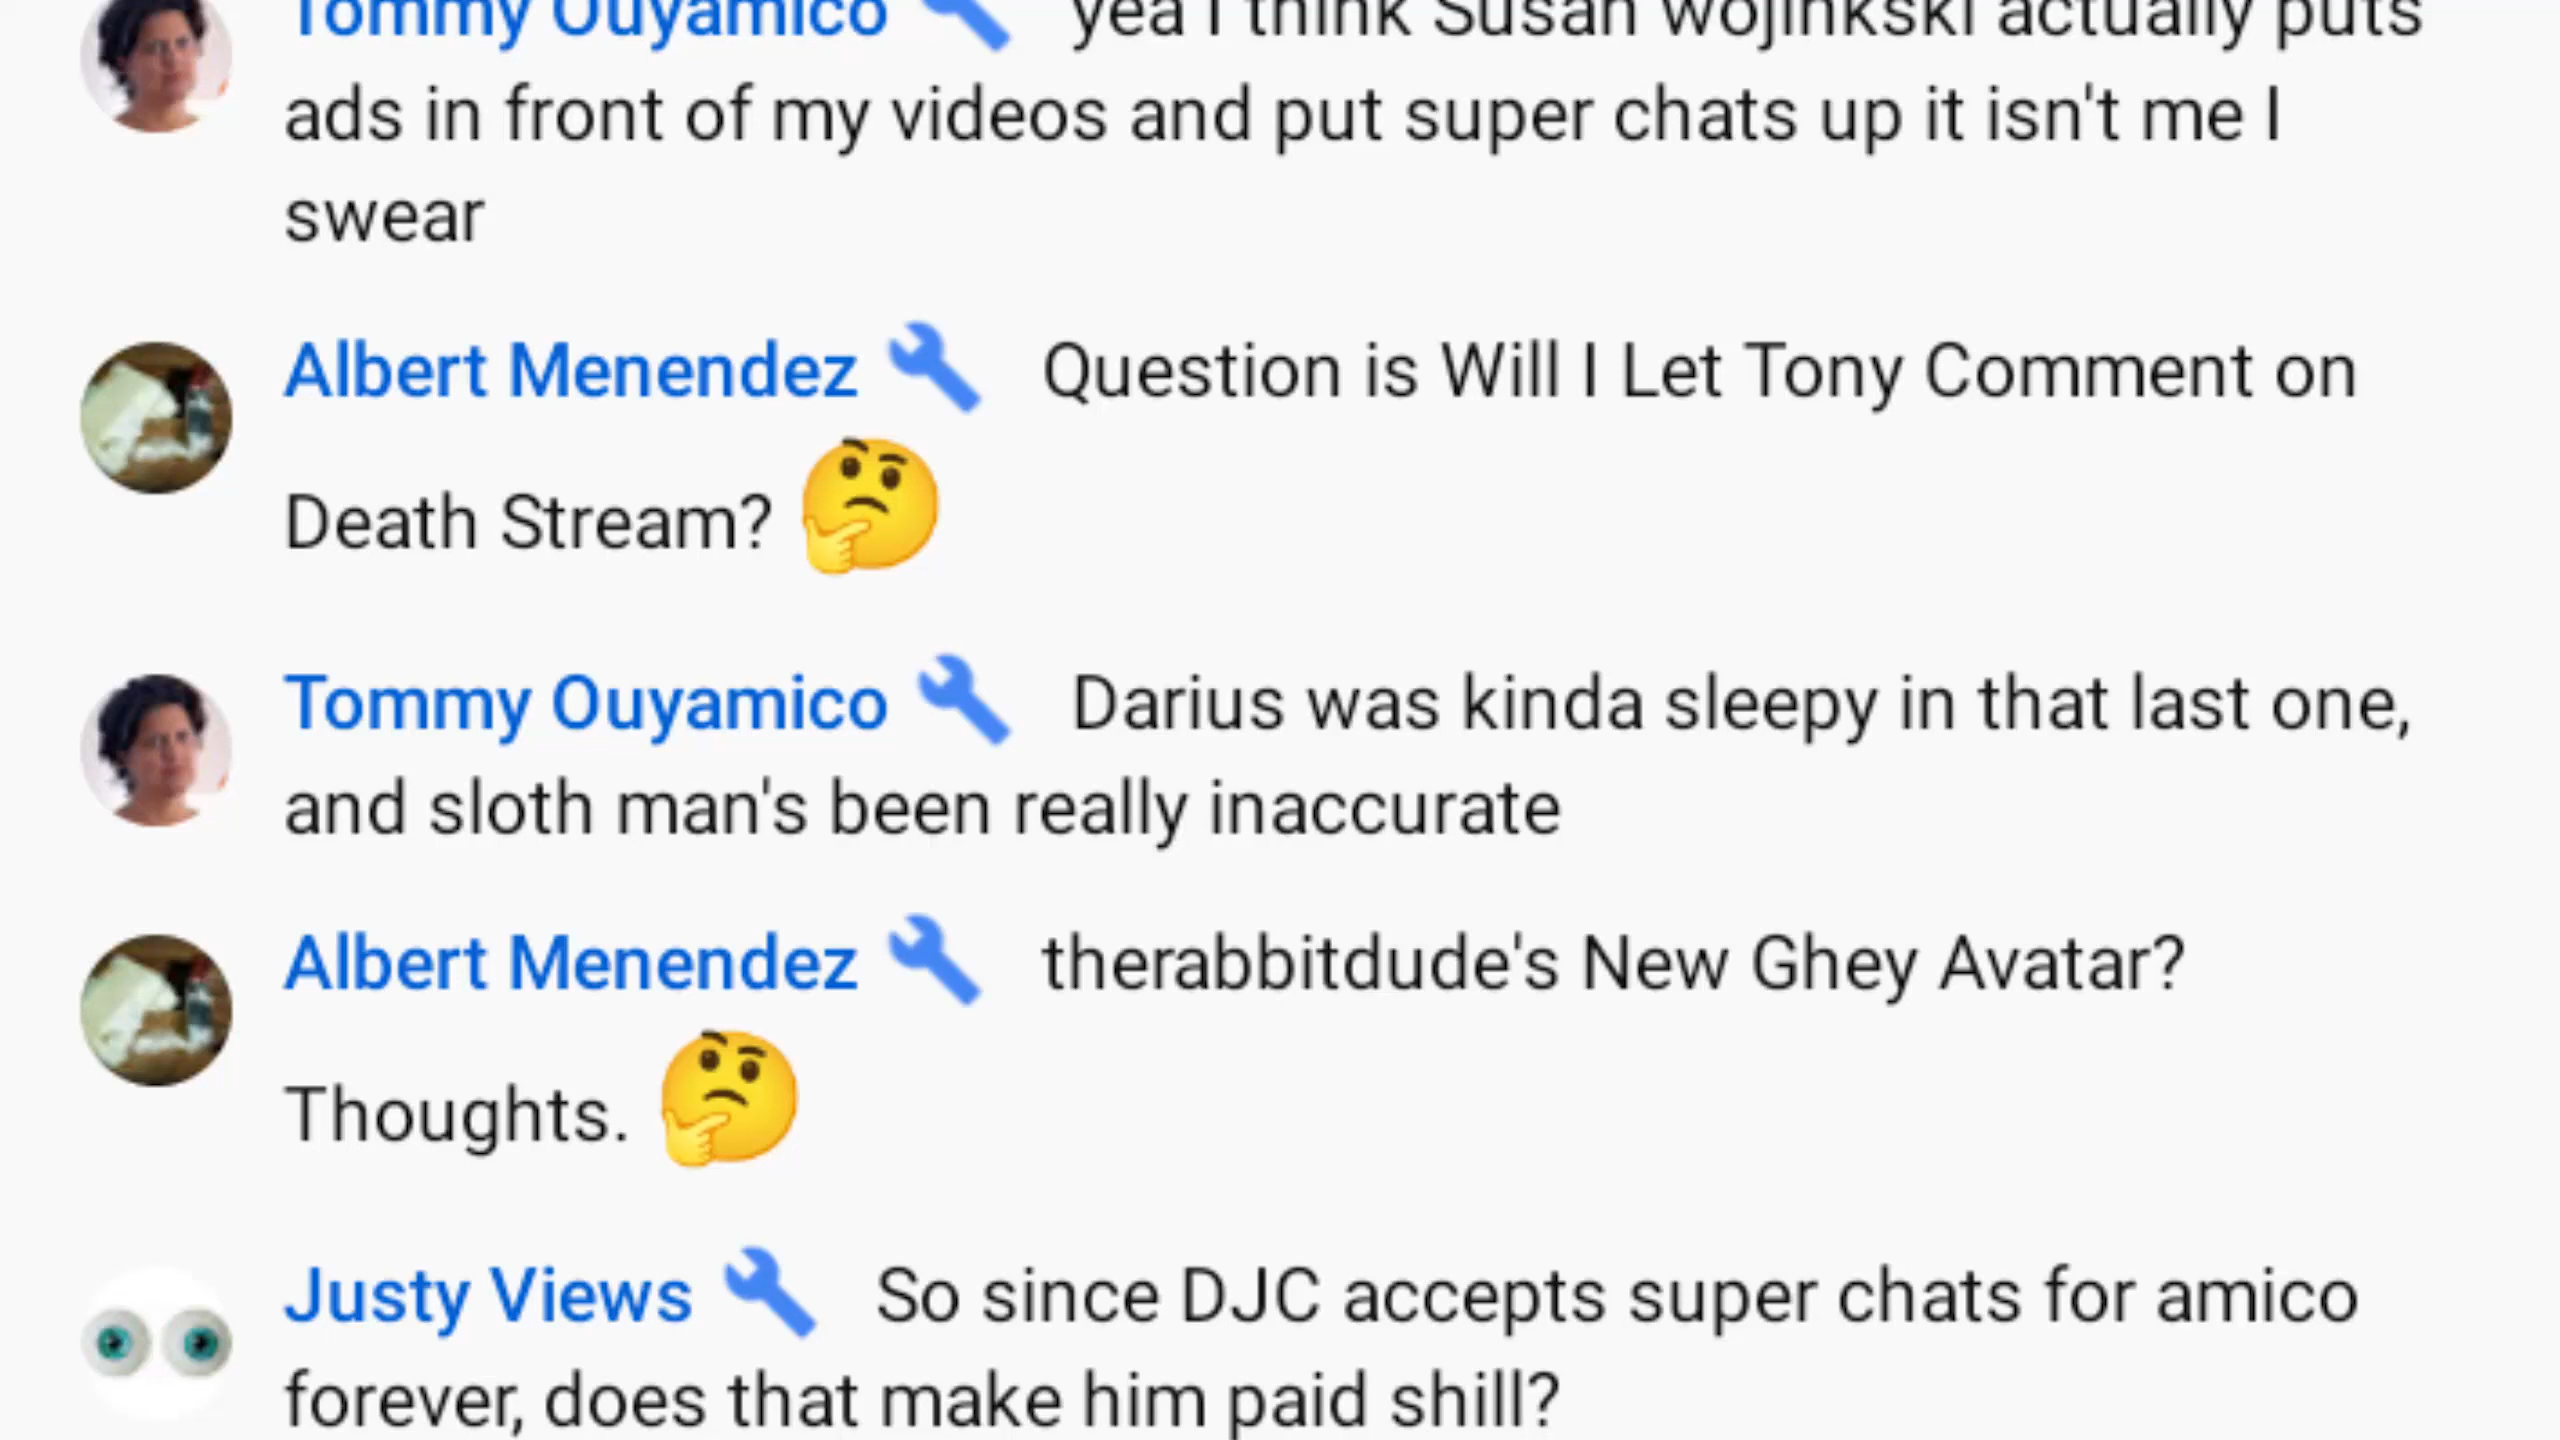 Tommy Ouyamico yea I think Susan wojinkski actually puts
ads in front of my videos and put super chats up it isn't me I
swear
Albert Menendez Question is Will I Let Tony Comment on
Death Stream? 🤔
Tommy Ouyamico Darius was kinda sleepy in that last one,
and sloth man's been really inaccurate
Albert Menendez therabbitdude's New Ghey Avatar?
Thoughts. 🤔
Justy Views So since DJC accepts super chats for amico
forever, does that make him paid shill?